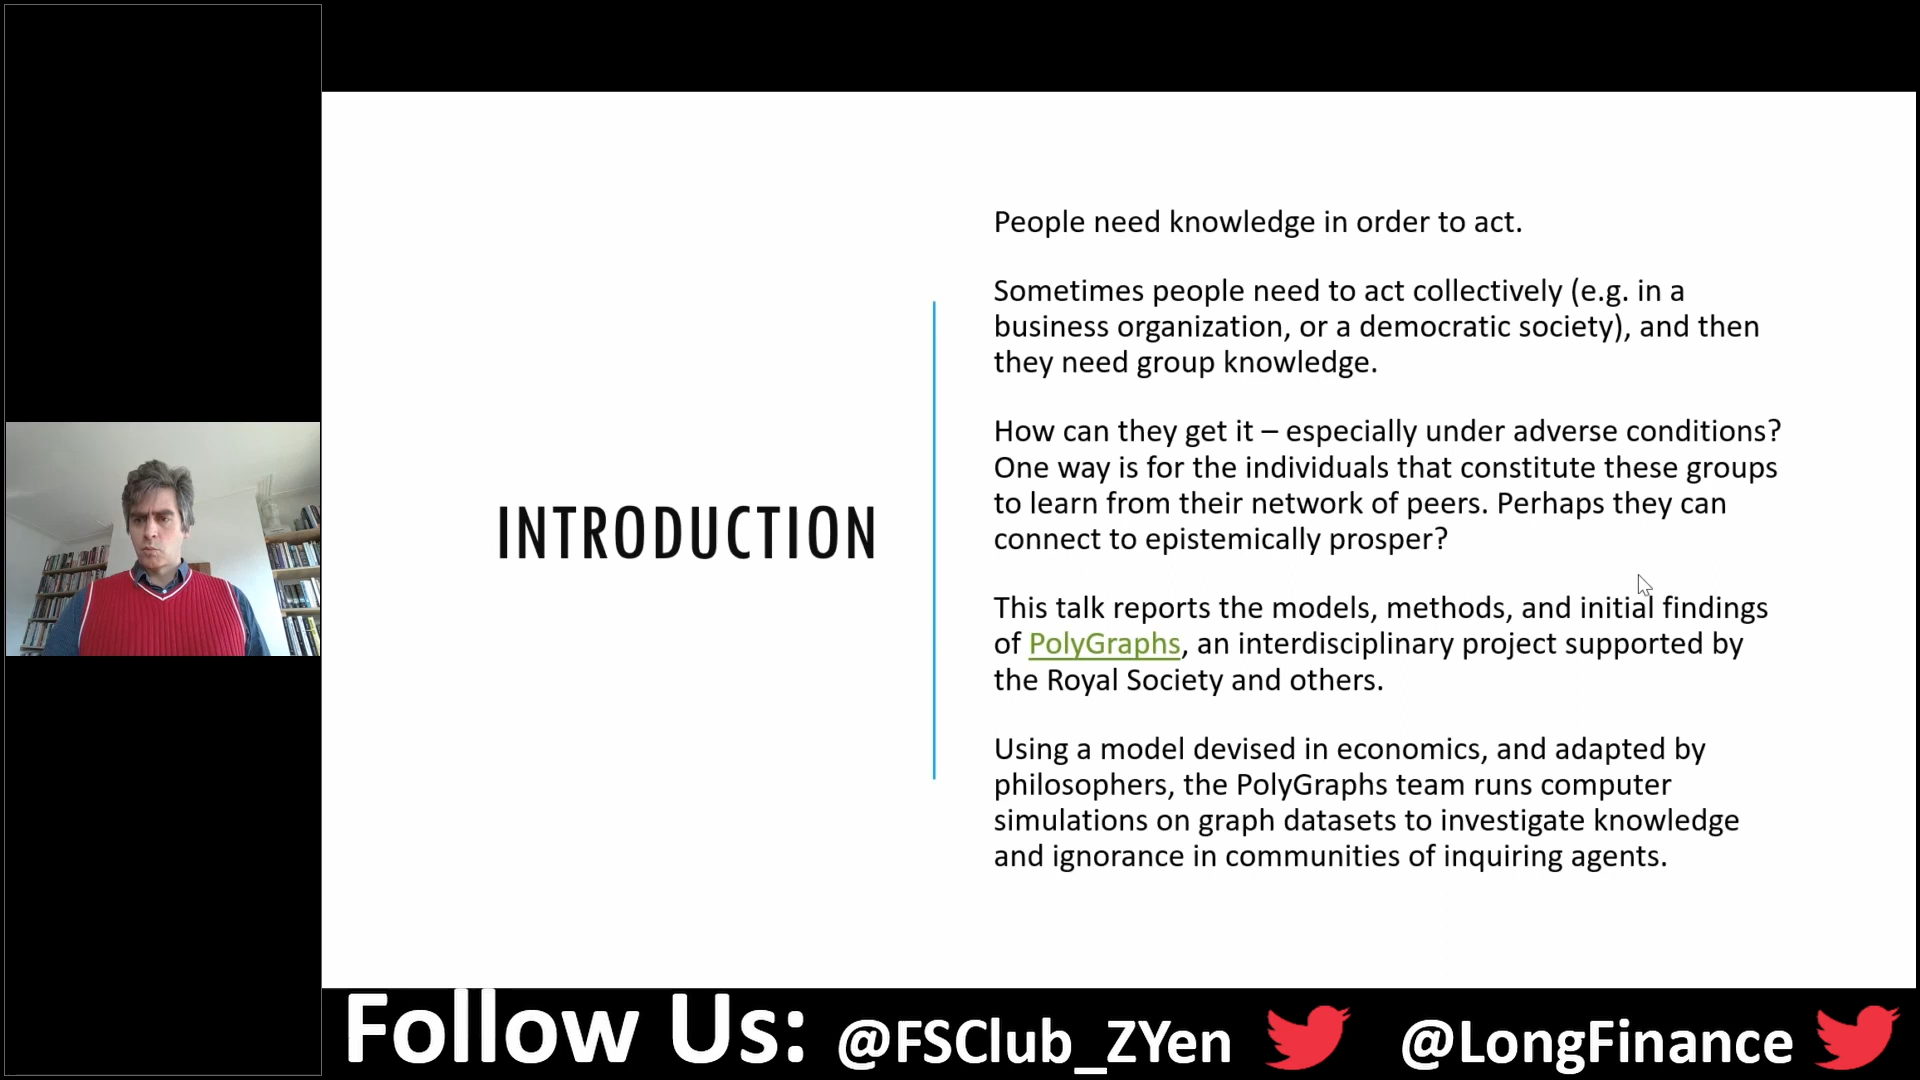 INTRODUCTION
People need knowledge in order to act.
Sometimes people need to act collectively (e.g. in a
business organization, or a democratic society), and then
they need group knowledge.
How can they get it – especially under adverse conditions?
One way is for the individuals that constitute these groups
to learn from their network of peers. Perhaps they can
connect to epistemically prosper?
This talk reports the models, methods, and initial findings
of PolyGraphs, an interdisciplinary project supported by
the Royal Society and others.
Using a model devised in economics, and adapted by
philosophers, the PolyGraphs team runs computer
simulations on graph datasets to investigate knowledge
and ignorance in communities of inquiring agents.
Follow Us: @FSClub_ZYen @LongFinance